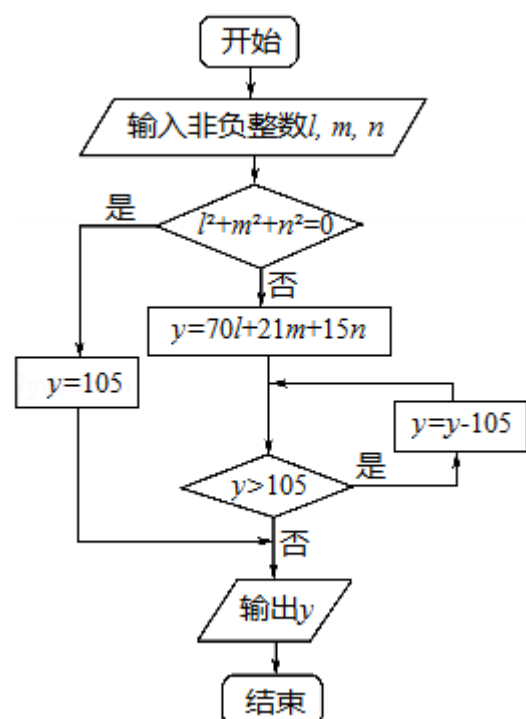 开始
输入非负整数l, m, n
是
l²+m²+n²=0
否
y=70l+21m+15n
y=105
y=y-105
y>105
是
否
输出y
结束